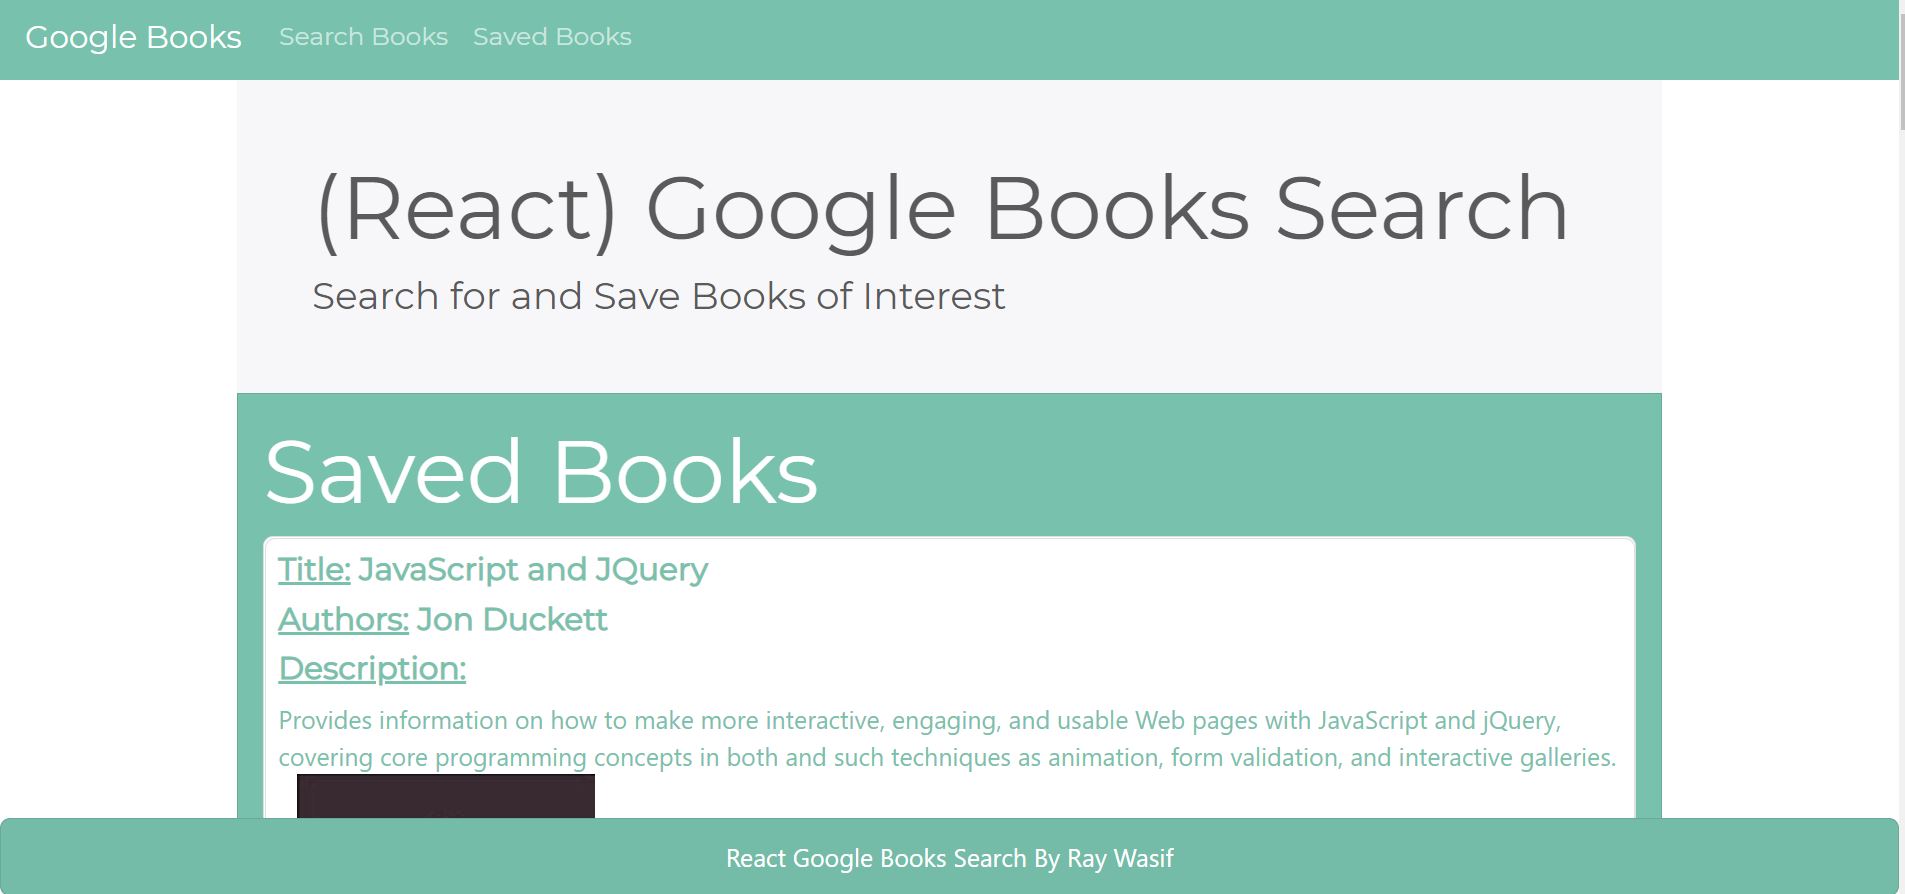 Google Books Search Books Saved Books
(React) Google Books Search
Search for and Save Books of Interest
Saved Books
Title: JavaScript and JQuery
Authors: Jon Duckett
Description:
Provides information on how to make more interactive, engaging, and usable Web pages with JavaScript and jQuery,
covering core programming concepts in both and such techniques as animation, form validation, and interactive galleries.
React Google Books Search By Ray Wasif